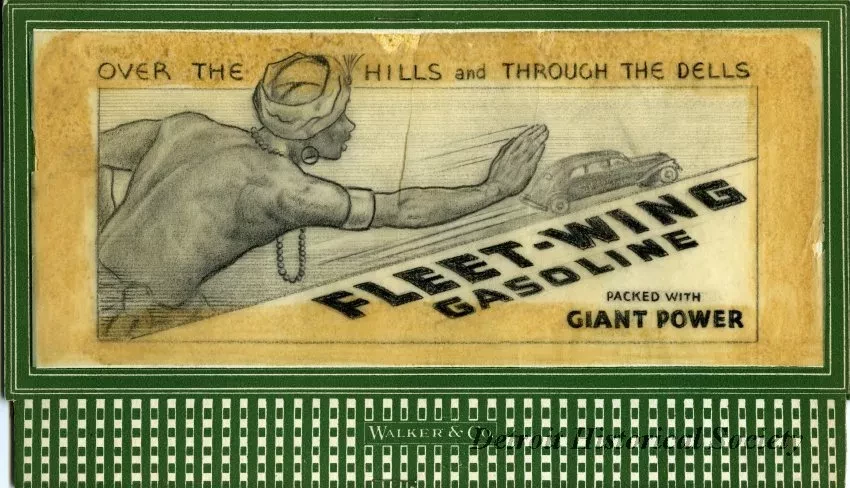 OVER THE HILLS and THROUGH THE DELLS
FLEET-WING
GASOLINE
PACKED WITH
GIANT POWER
WALKER & CO.
Detroit Historical Society